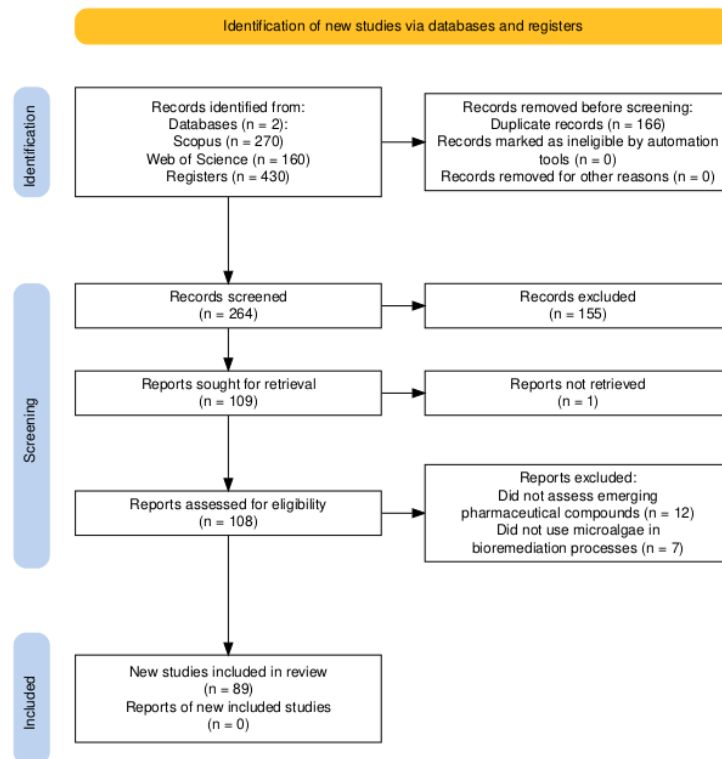 Identification of new studies via databases and registers
Identification
Records identified from:
Databases (n = 2):
Scopus (n = 270)
Web of Science (n = 160)
Registers (n = 430)
Records removed before screening:
Duplicate records (n = 166)
Records marked as ineligible by automation
tools (n = 0)
Records removed for other reasons (n = 0)
Screening
Records screened
(n = 264)
Records excluded
(n = 155)
Reports sought for retrieval
(n = 109)
Reports not retrieved
(n = 1)
Reports assessed for eligibility
(n = 108)
Reports excluded:
Did not assess emerging
pharmaceutical compounds (n = 12)
Did not use microalgae in
bioremediation processes (n = 7)
Included
New studies included in review
(n = 89)
Reports of new included studies
(n = 0)